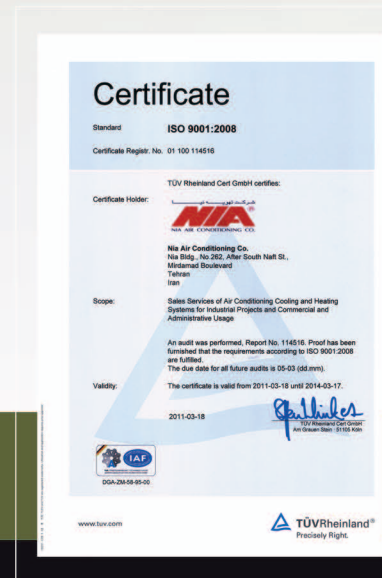 Certificate
Standard ISO 9001:2008
Certificate Registr. No. 01 100 114516
TÜV Rheinland Cert GmbH certifies:
Certificate Holder:
شرکت تهویه نیا
NIA®
NIA AIR CONDITIONING CO.
Nia Air Conditioning Co.
Nia Bldg., No 262, After South Naft St.,
Mirdamad Boulevard
Tehran
Iran
Scope: Sales Services of Air Conditioning Cooling and Heating
Systems for Industrial Projects and Commercial and
Administrative Usage
An audit was performed, Report No. 114516. Proof has been
furnished that the requirements according to ISO 9001:2008
are fulfilled.
The due date for all future audits is 05-03 (dd.mm).
Validity: The certificate is valid from 2011-03-18 until 2014-03-17.
2011-03-18
TÜV Rheinland Cert GmbH
Am Grauen Stein · 51105 Köln
IAF
DGA-ZM-58-95-00
www.tuv.com
TÜVRheinland®
Precisely Right.